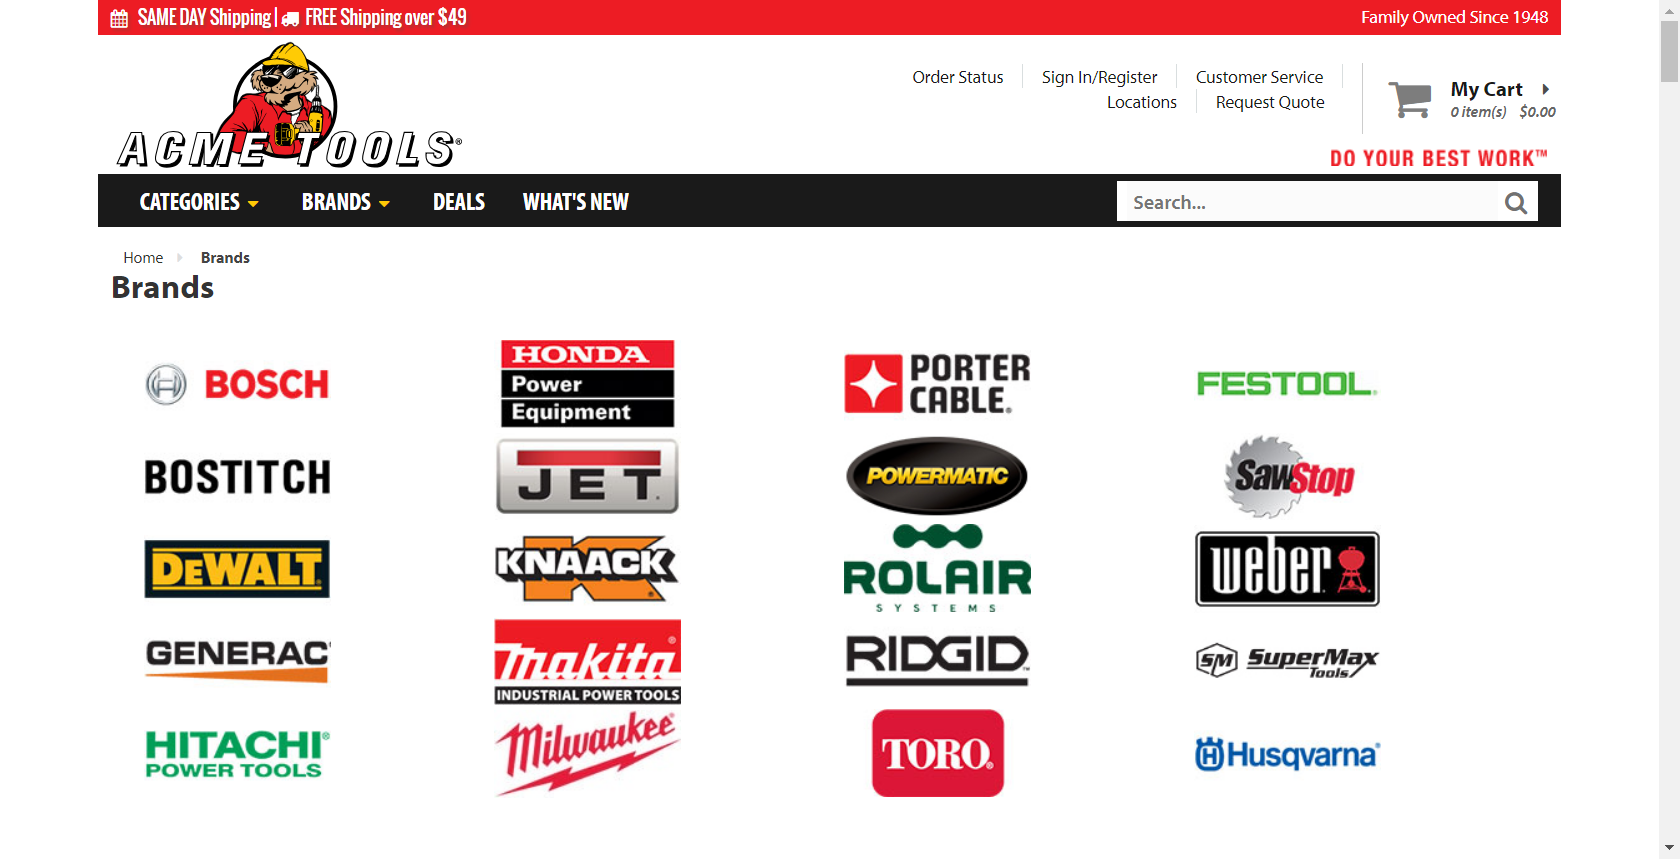 SAME DAY Shipping | FREE Shipping over $49
Family Owned Since 1948
ACME TOOLS®
Order Status
Sign In/Register
Customer Service
Locations
Request Quote
My Cart
0 item(s) $0.00
DO YOUR BEST WORK™
CATEGORIES
BRANDS
DEALS
WHAT'S NEW
Search...
Home
Brands
Brands
BOSCH
HONDA
Power
Equipment
PORTER
CABLE®
FESTOOL
BOSTITCH
JET
POWERMATIC
SawStop
DEWALT
KNAACK®
ROLAIR
SYSTEMS
weber
GENERAC
makita®
INDUSTRIAL POWER TOOLS
RIDGID
SM SuperMax
Tools
HITACHI®
POWER TOOLS
Milwaukee®
TORO®
H Husqvarna®